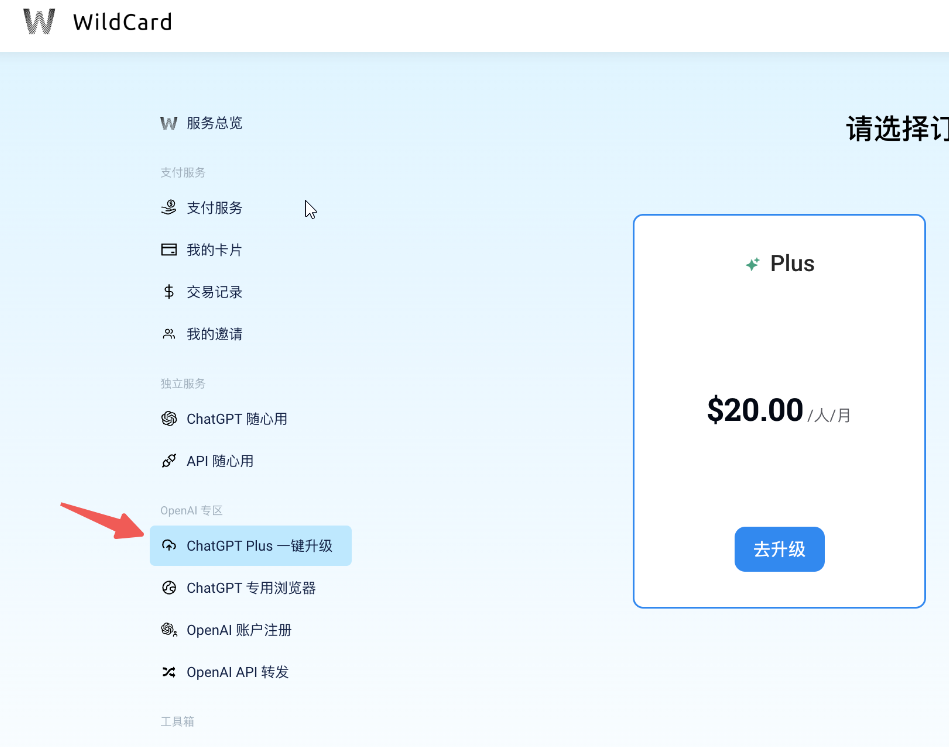 WildCard
服务总览
支付服务
支付服务
我的卡片
交易记录
我的邀请
独立服务
ChatGPT 随心用
API 随心用
OpenAI 专区
ChatGPT Plus 一键升级
ChatGPT 专用浏览器
OpenAI 账户注册
OpenAI API 转发
工具箱
请选择订
Plus
$20.00 /人/月
去升级